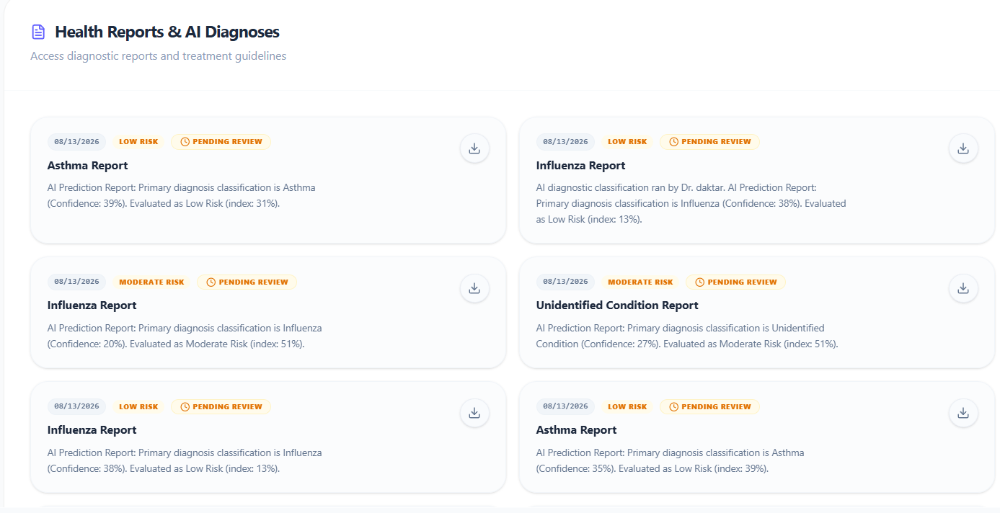 Health Reports & AI Diagnoses
Access diagnostic reports and treatment guidelines
08/13/2026 LOW RISK PENDING REVIEW
Asthma Report
AI Prediction Report: Primary diagnosis classification is Asthma
(Confidence: 39%). Evaluated as Low Risk (index: 31%).
08/13/2026 LOW RISK PENDING REVIEW
Influenza Report
AI diagnostic classification ran by Dr. daktar. AI Prediction Report:
Primary diagnosis classification is Influenza (Confidence: 38%). Evaluated
as Low Risk (index: 13%).
08/13/2026 MODERATE RISK PENDING REVIEW
Influenza Report
AI Prediction Report: Primary diagnosis classification is Influenza
(Confidence: 20%). Evaluated as Moderate Risk (index: 51%).
08/13/2026 MODERATE RISK PENDING REVIEW
Unidentified Condition Report
AI Prediction Report: Primary diagnosis classification is Unidentified
Condition (Confidence: 27%). Evaluated as Moderate Risk (index: 51%).
08/13/2026 LOW RISK PENDING REVIEW
Influenza Report
AI Prediction Report: Primary diagnosis classification is Influenza
(Confidence: 38%). Evaluated as Low Risk (index: 13%).
08/13/2026 LOW RISK PENDING REVIEW
Asthma Report
AI Prediction Report: Primary diagnosis classification is Asthma
(Confidence: 35%). Evaluated as Low Risk (index: 39%).